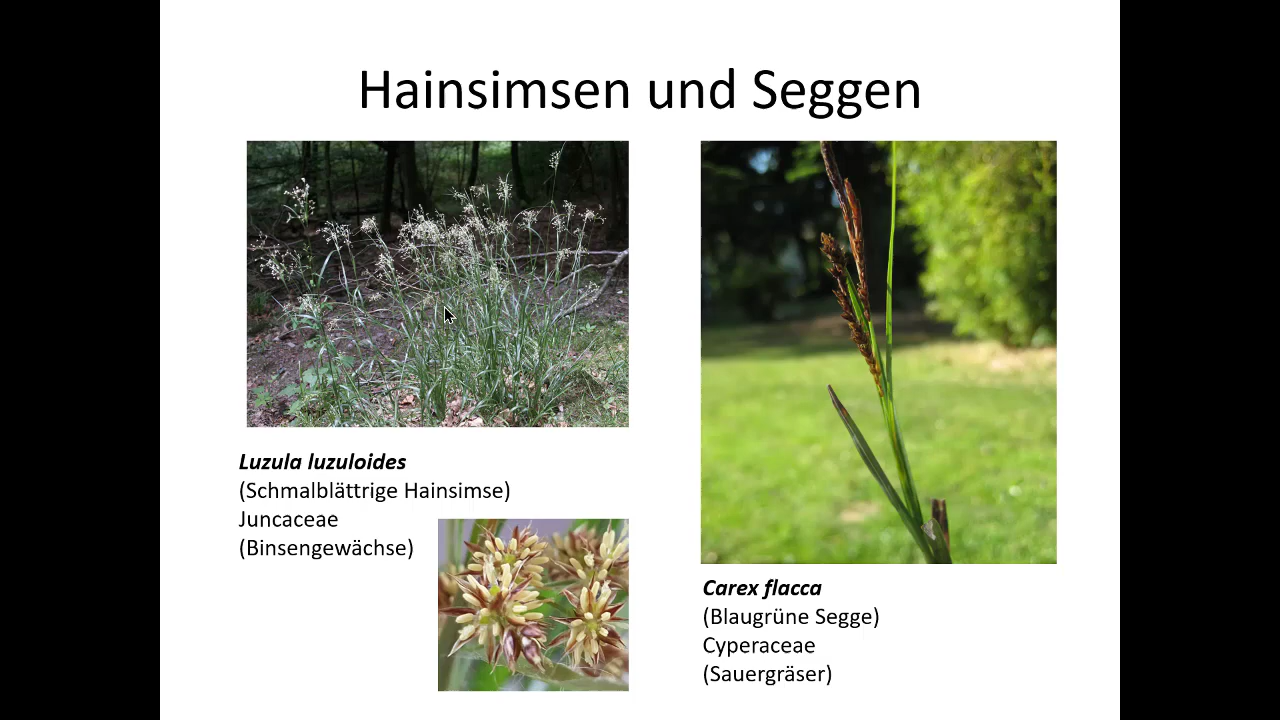 Hainsimsen und Seggen
Luzula luzuloides
(Schmalblättrige Hainsimse)
Juncaceae
(Binsengewächse)
Carex flacca
(Blaugrüne Segge)
Cyperaceae
(Sauergräser)